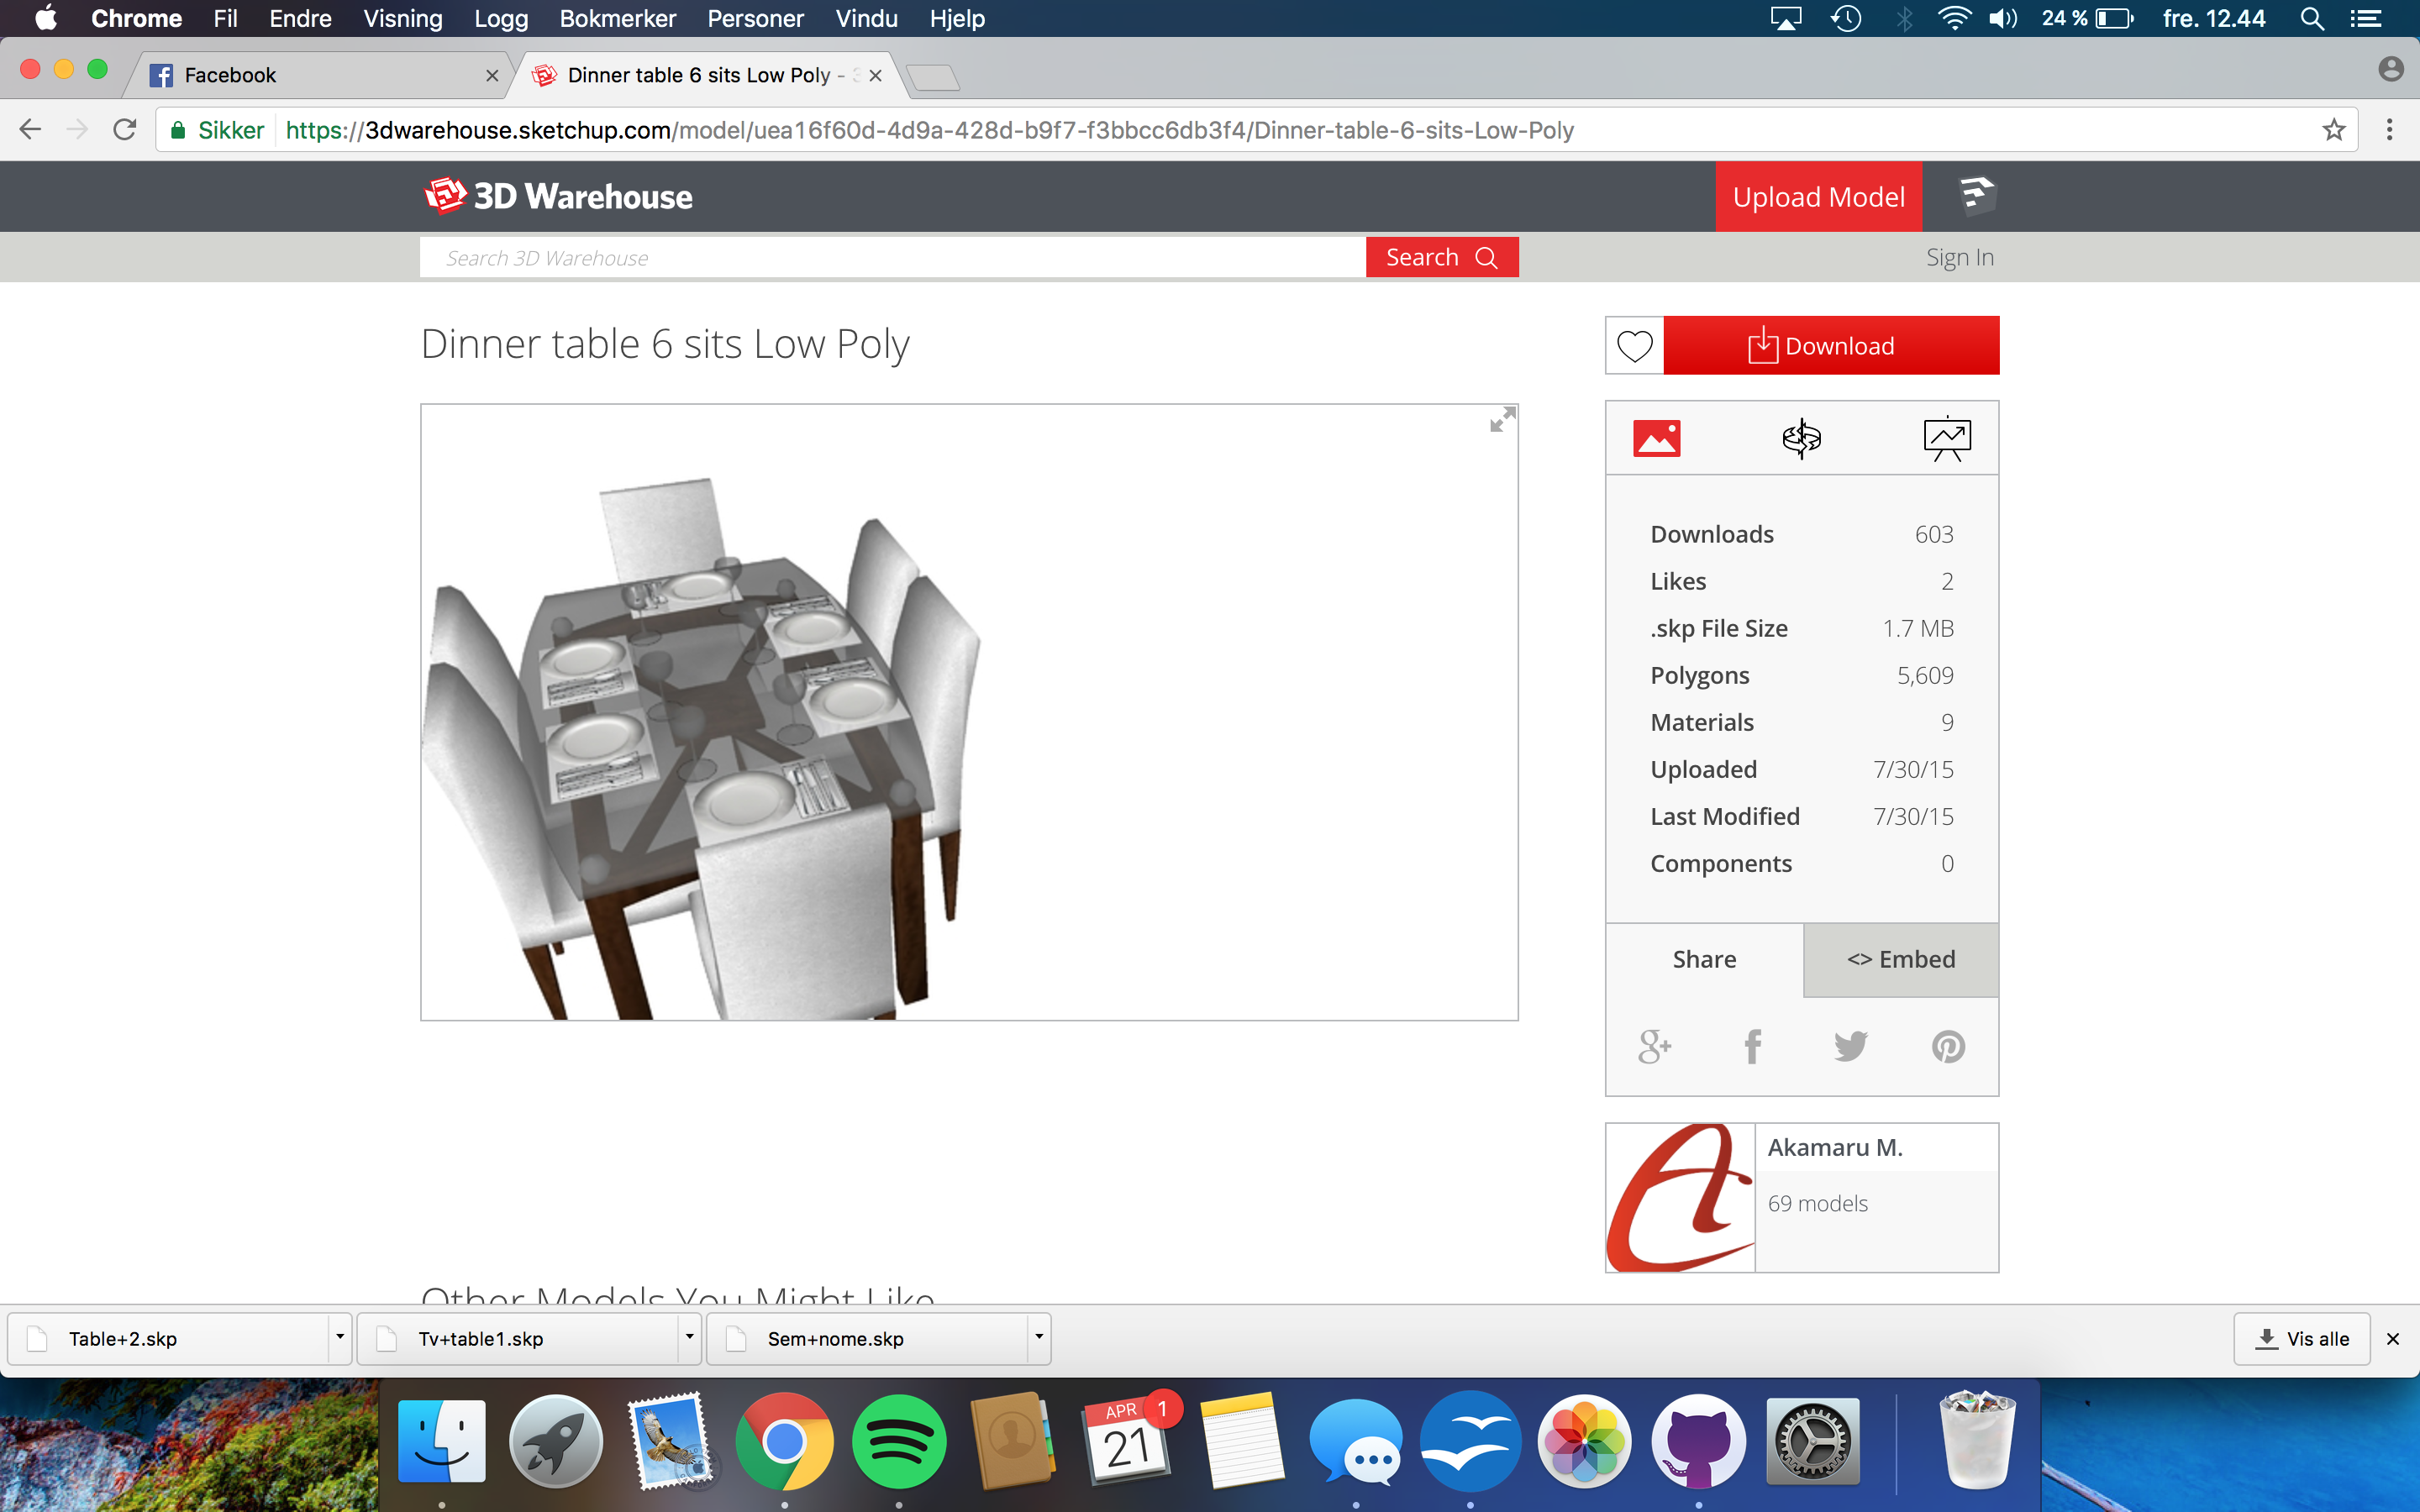 Chrome Fil Endre Visning Logg Bokmerker Personer Vindu Hjelp 24 % fre. 12.44
Facebook
Dinner table 6 sits Low Poly - 3
Sikker https://3dwarehouse.sketchup.com/model/uea16f60d-4d9a-428d-b9f7-f3bbcc6db3f4/Dinner-table-6-sits-Low-Poly
3D Warehouse
Upload Model
Search 3D Warehouse
Search
Sign In
Dinner table 6 sits Low Poly
Download
Downloads 603
Likes 2
.skp File Size 1.7 MB
Polygons 5,609
Materials 9
Uploaded 7/30/15
Last Modified 7/30/15
Components 0
Share
<> Embed
Akamaru M.
69 models
Other Models You Might Like
Table+2.skp
Tv+table1.skp
Sem+nome.skp
Vis alle
APR 1
21